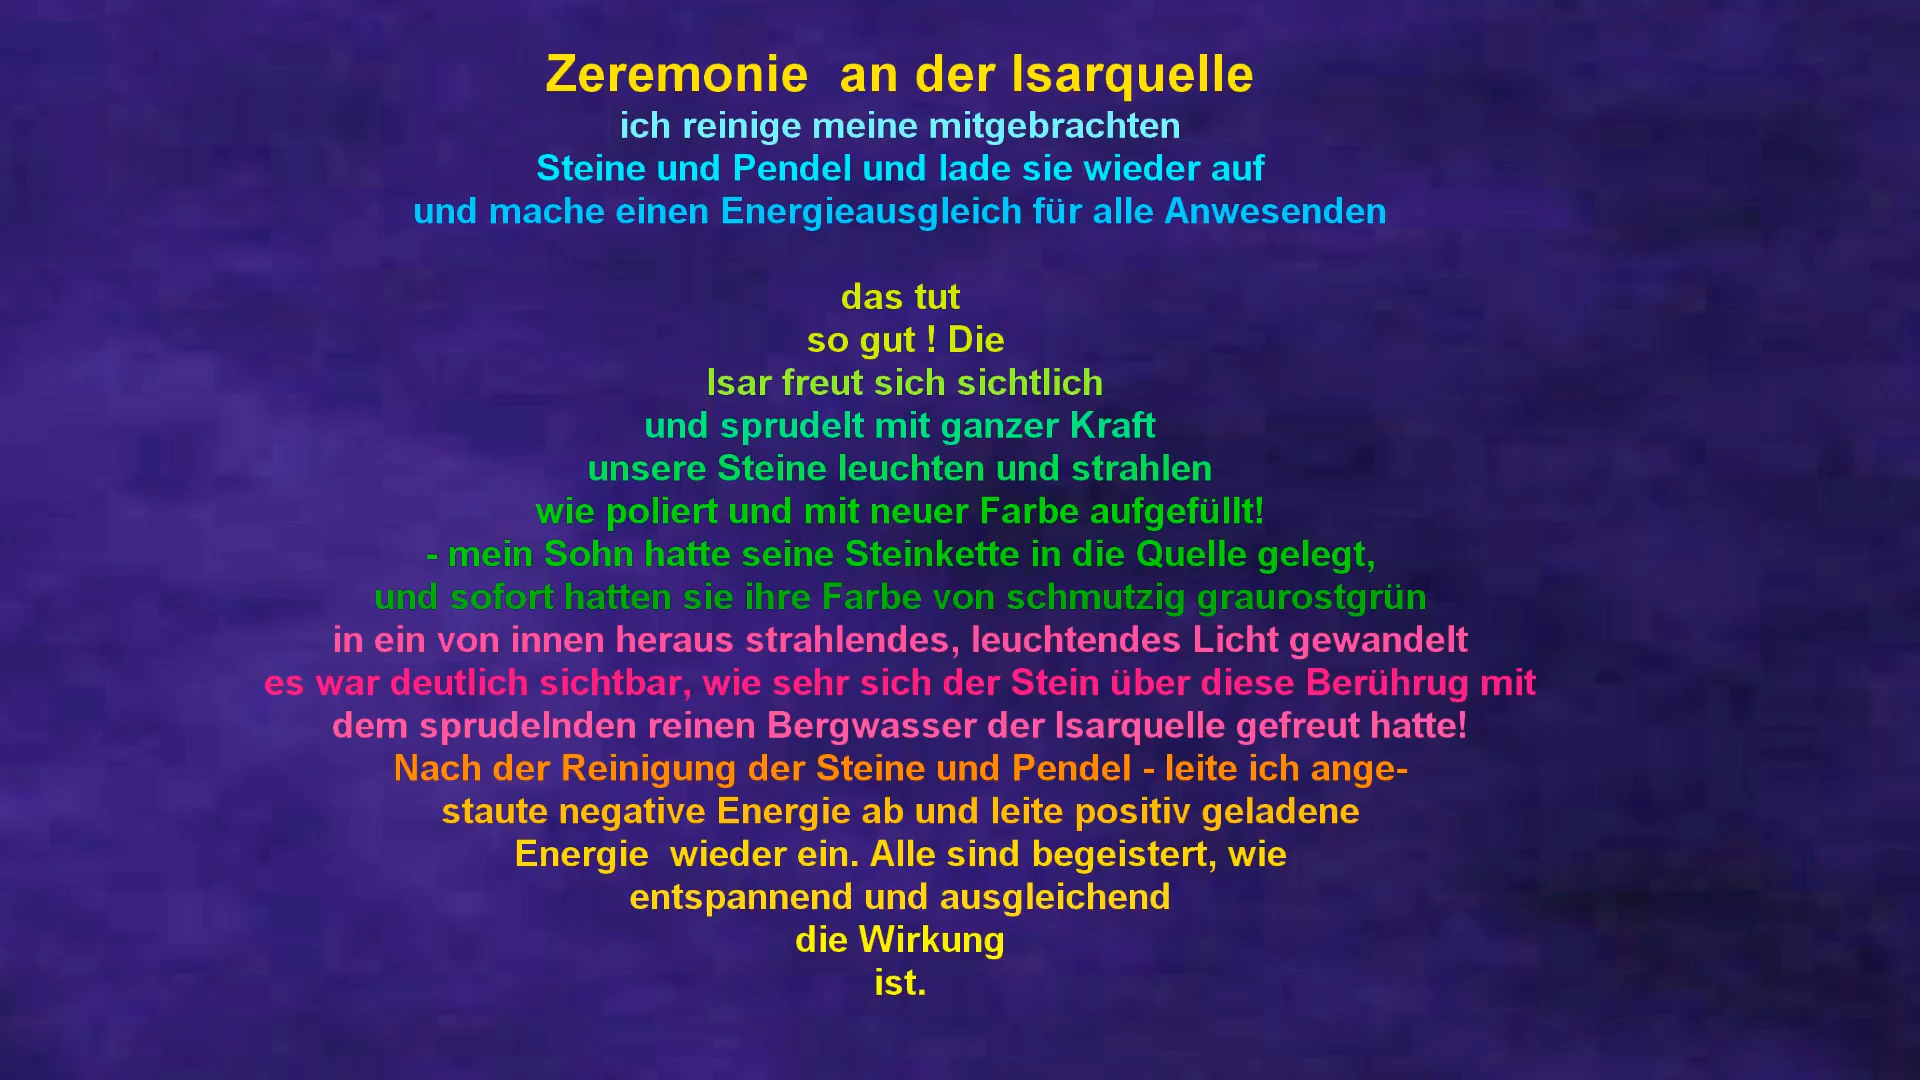 Zeremonie  an der Isarquelle
ich reinige meine mitgebrachten
Steine und Pendel und lade sie wieder auf
und mache einen Energieausgleich für alle Anwesenden
das tut
so gut ! Die
Isar freut sich sichtlich
und sprudelt mit ganzer Kraft
unsere Steine leuchten und strahlen
wie poliert und mit neuer Farbe aufgefüllt!
- mein Sohn hatte seine Steinkette in die Quelle gelegt,
und sofort hatten sie ihre Farbe von schmutzig graurostgrün
in ein von innen heraus strahlendes, leuchtendes Licht gewandelt
es war deutlich sichtbar, wie sehr sich der Stein über diese Berührug mit
dem sprudelnden reinen Bergwasser der Isarquelle gefreut hatte!
Nach der Reinigung der Steine und Pendel - leite ich ange-
staute negative Energie ab und leite positiv geladene
Energie  wieder ein. Alle sind begeistert, wie
entspannend und ausgleichend
die Wirkung
ist.